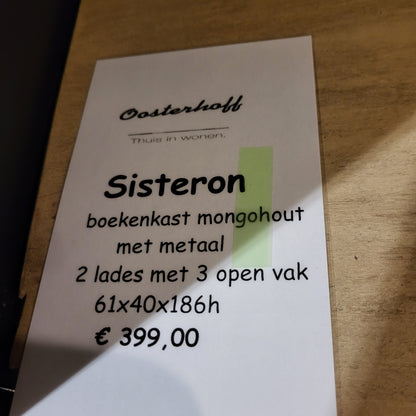 Oosterhoff
Thuis in wonen.
Sisteron
boekenkast mongohout
met metaal
2 lades met 3 open vak
61x40x186h
€ 399,00